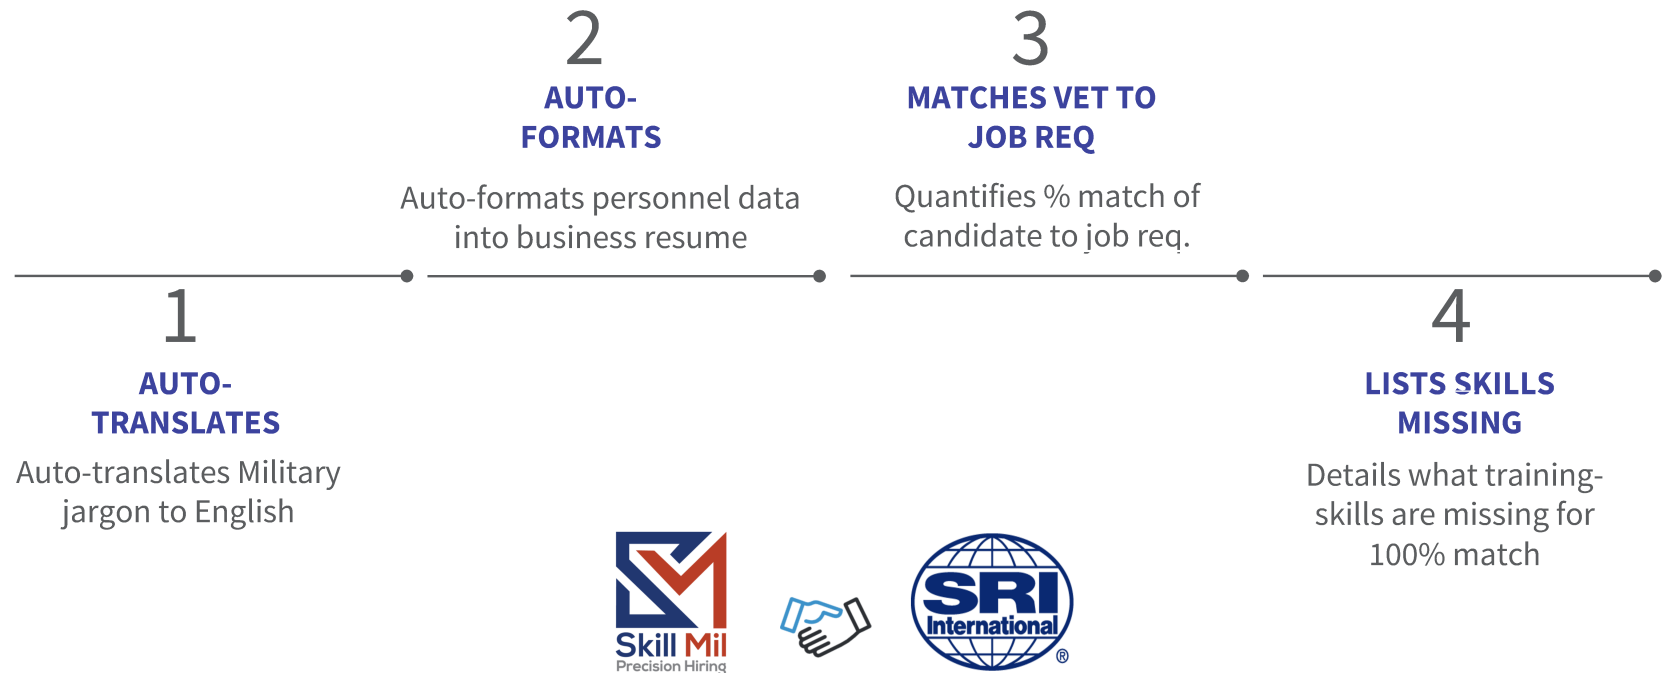 1
AUTO-
TRANSLATES
Auto-translates Military
jargon to English
2
AUTO-
FORMATS
Auto-formats personnel data
into business resume
3
MATCHES VET TO
JOB REQ
Quantifies % match of
candidate to job req.
4
LISTS SKILLS
MISSING
Details what training-
skills are missing for
100% match
SM
Skill Mil
Precision Hiring
SRI
International
®